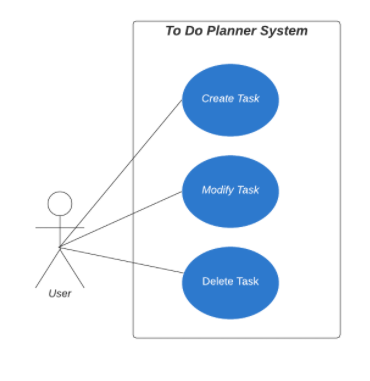 To Do Planner System
Create Task
Modify Task
Delete Task
User